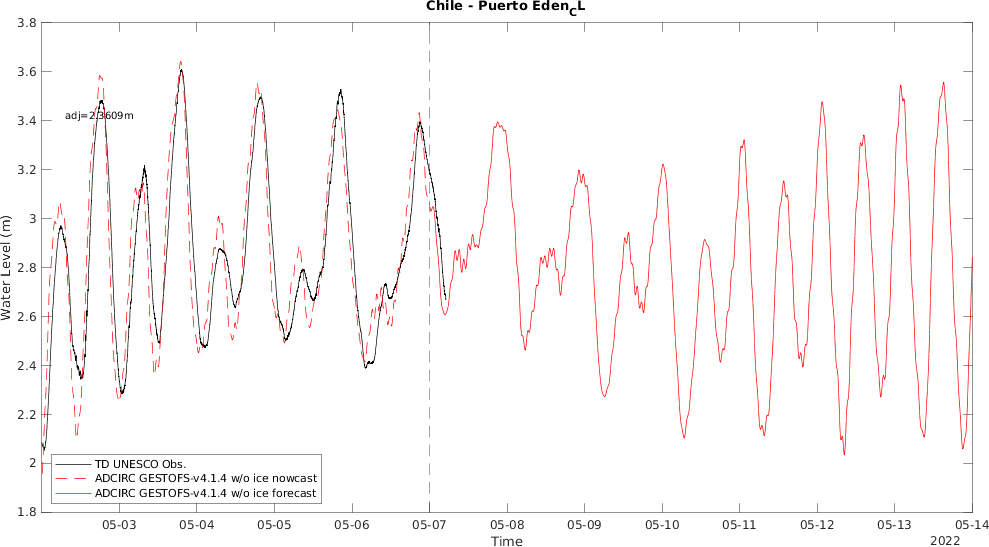 Chile - Puerto Eden_CL
3.8
3.6
3.4
3.2
3
2.8
2.6
2.4
2.2
2
1.8
Water Level (m)
adj=2.3609m
TD UNESCO Obs.
ADCIRC GESTOFS-v4.1.4 w/o ice nowcast
ADCIRC GESTOFS-v4.1.4 w/o ice forecast
05-03 05-04 05-05 05-06 05-07 05-08 05-09 05-10 05-11 05-12 05-13 05-14
Time
2022